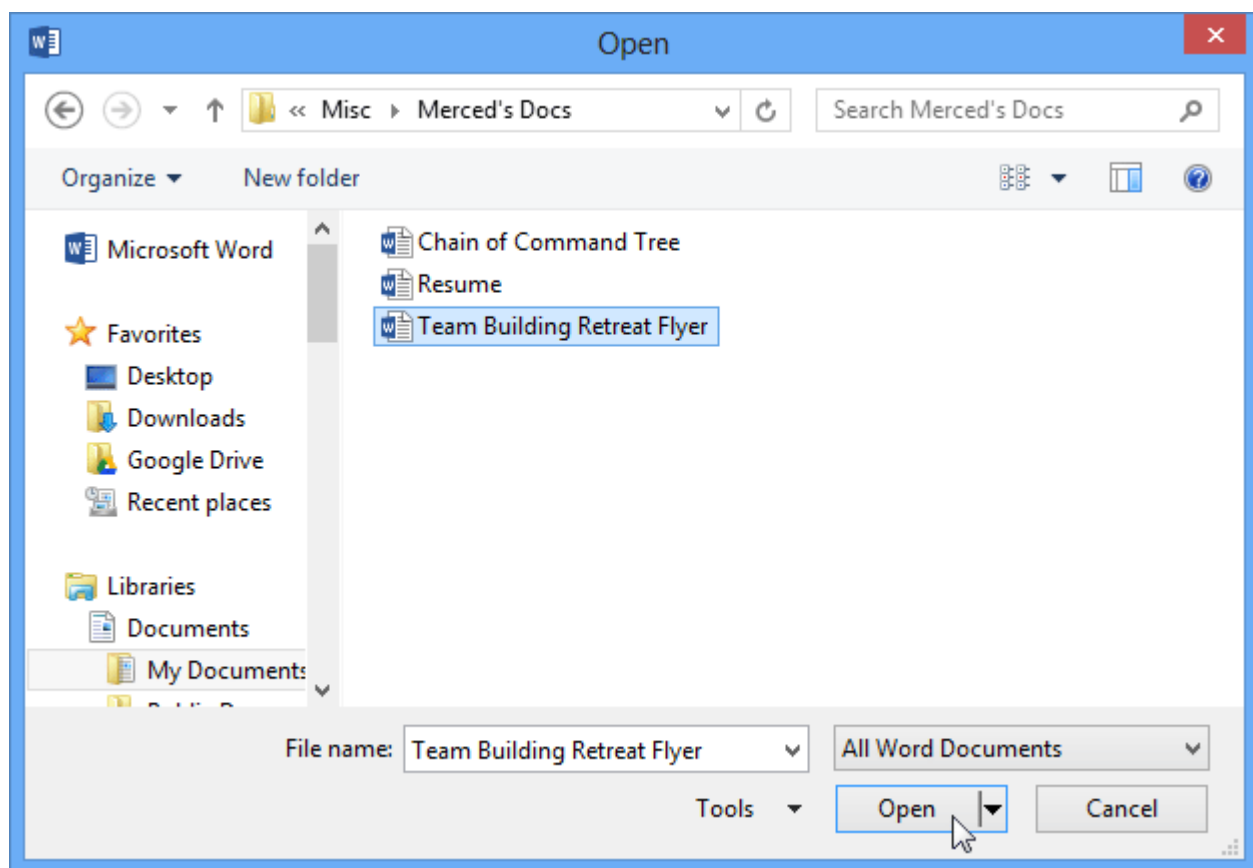 Open
« Misc Merced's Docs
Search Merced's Docs
Organize
New folder
Microsoft Word
Favorites
Desktop
Downloads
Google Drive
Recent places
Libraries
Documents
My Documents
Chain of Command Tree
Resume
Team Building Retreat Flyer
File name: Team Building Retreat Flyer
All Word Documents
Tools
Open
Cancel